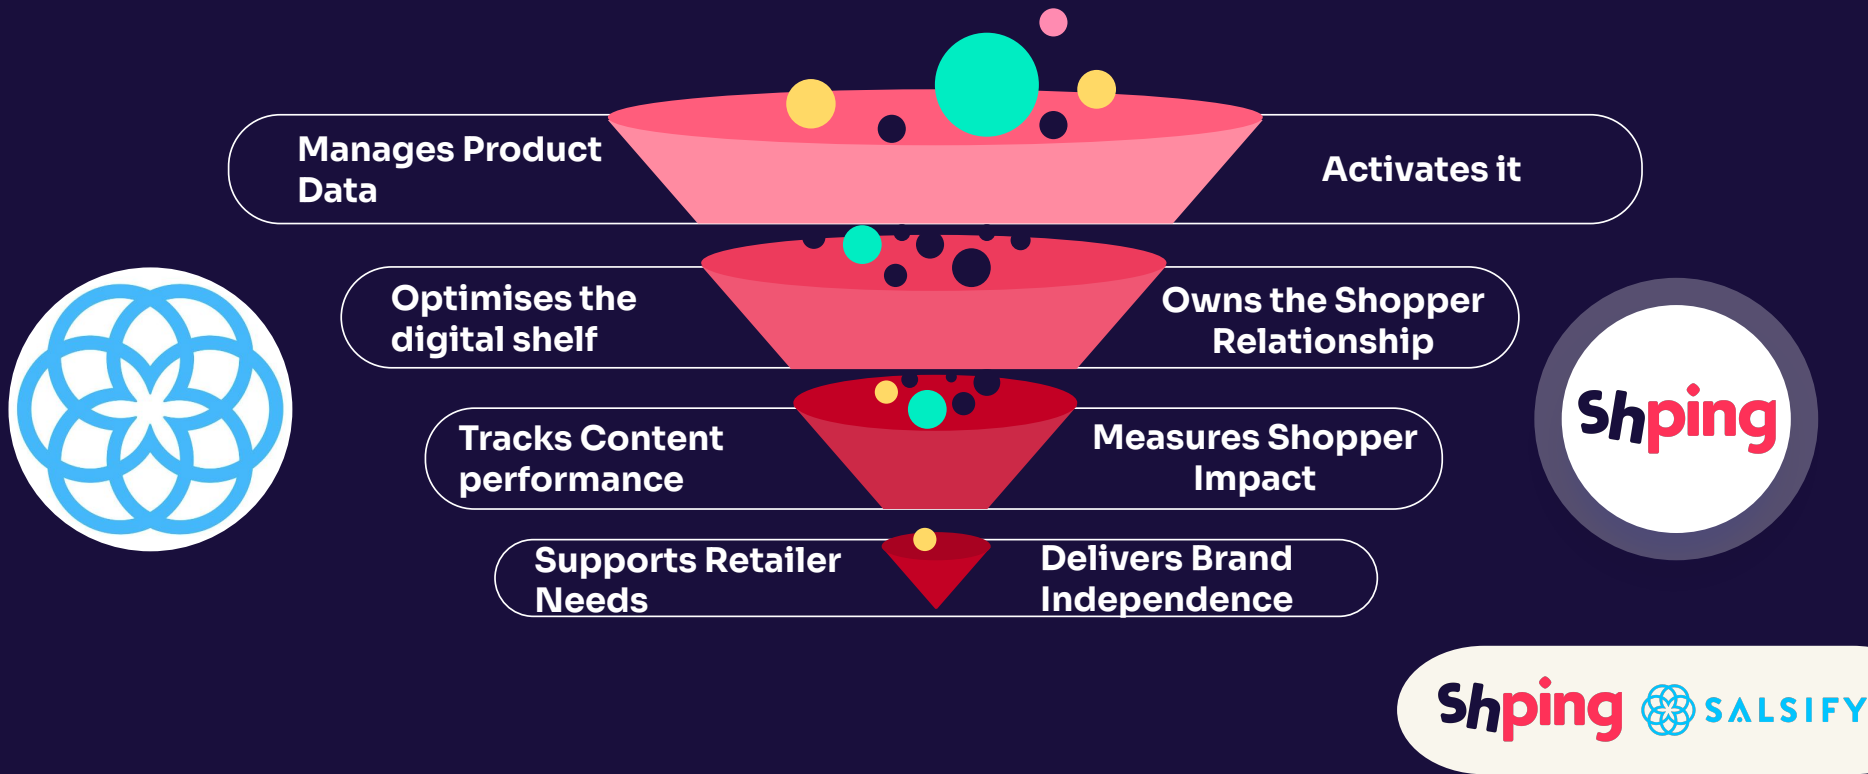 Manages Product
Data
Activates it
Optimises the
digital shelf
Owns the Shopper
Relationship
Shping
Tracks Content
performance
Measures Shopper
Impact
Supports Retailer
Needs
Delivers Brand
Independence
Shping SALSIFY